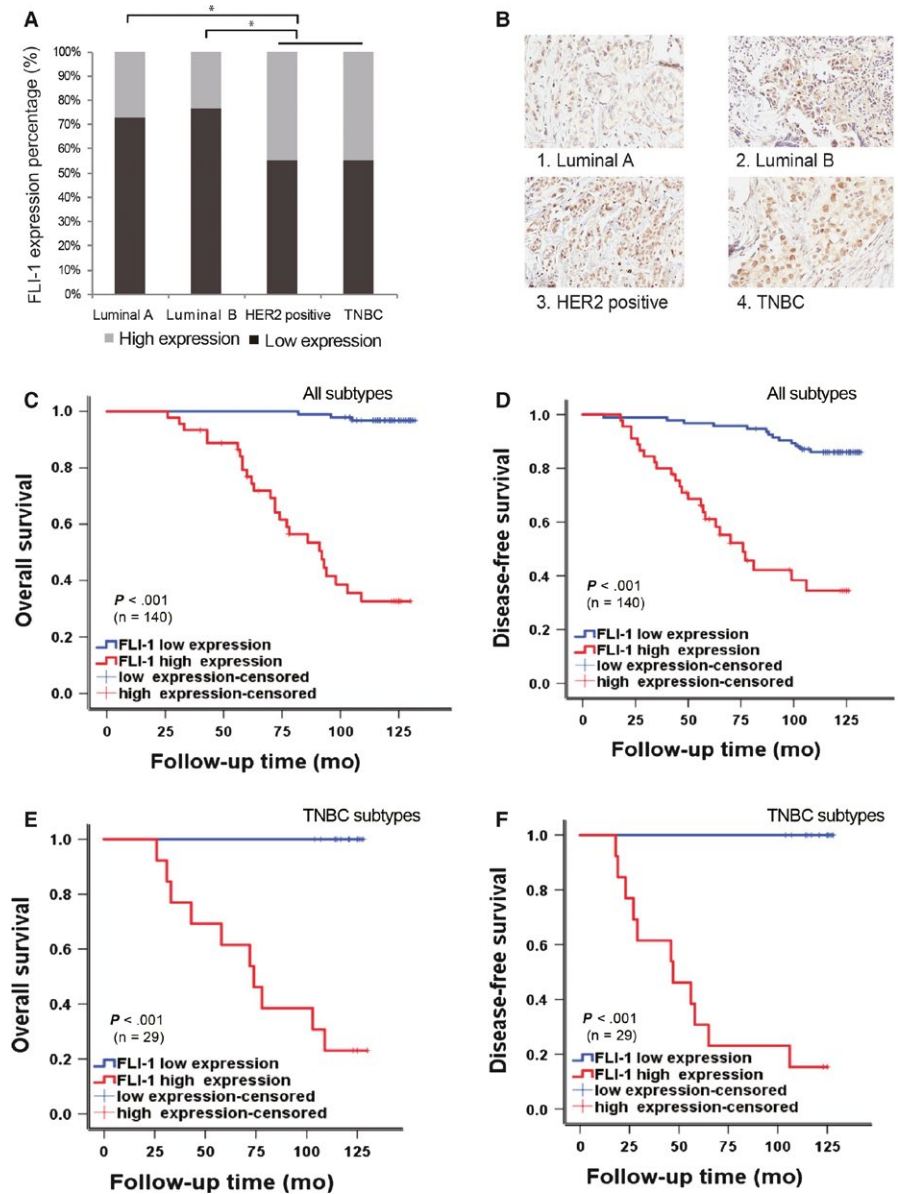 A
*
*
FLI-1 expression percentage (%)
100%
90%
80%
70%
60%
50%
40%
30%
20%
10%
0%
Luminal A Luminal B HER2 positive TNBC
High expression Low expression
B
1. Luminal A
2. Luminal B
3. HER2 positive
4. TNBC
C
All subtypes
Overall survival
1.0
0.8
0.6
0.4
0.2
0.0
P < .001
(n = 140)
FLI-1 low expression
FLI-1 high expression
low expression-censored
high expression-censored
0 25 50 75 100 125
Follow-up time (mo)
D
All subtypes
Disease-free survival
1.0
0.8
0.6
0.4
0.2
0.0
P < .001
(n = 140)
FLI-1 low expression
FLI-1 high expression
low expression-censored
high expression-censored
0 25 50 75 100 125
Follow-up time (mo)
E
TNBC subtypes
Overall survival
1.0
0.8
0.6
0.4
0.2
0.0
P < .001
(n = 29)
FLI-1 low expression
FLI-1 high expression
low expression-censored
high expression-censored
0 25 50 75 100 125
Follow-up time (mo)
F
TNBC subtypes
Disease-free survival
1.0
0.8
0.6
0.4
0.2
0.0
P < .001
(n = 29)
FLI-1 low expression
FLI-1 high expression
low expression-censored
high expression-censored
0 25 50 75 100 125
Follow-up time (mo)